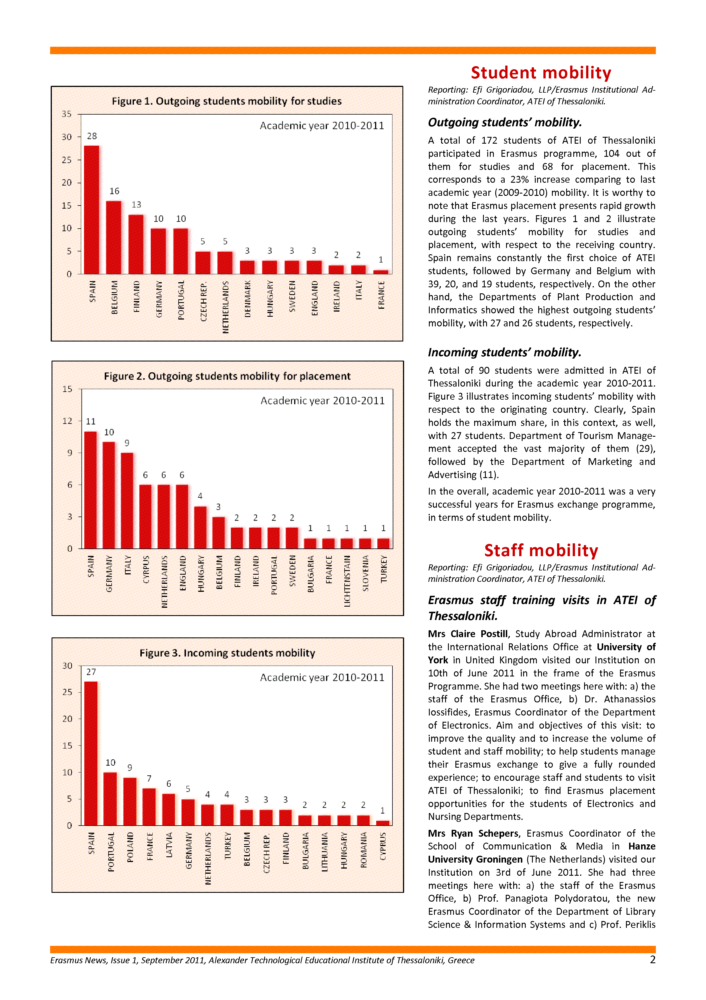 Figure 1. Outgoing students mobility for studies
Academic year 2010-2011
35
30
25
20
15
10
5
0
28
16
13
10
10
5
5
3
3
3
3
2
2
1
SPAIN
BELGIUM
FINLAND
GERMANY
PORTUGAL
CZECH REP.
NETHERLANDS
DENMARK
HUNGARY
SWEDEN
ENGLAND
IRELAND
ITALY
FRANCE
Figure 2. Outgoing students mobility for placement
Academic year 2010-2011
15
12
9
6
3
0
11
10
9
6
6
6
4
3
2
2
2
2
1
1
1
1
1
SPAIN
GERMANY
ITALY
CYRPUS
NETHERLANDS
ENGLAND
HUNGARY
BELGIUM
FINLAND
IRELAND
PORTUGAL
SWEDEN
BULGARIA
FRANCE
LICHTENSTAIN
SLOVENIA
TURKEY
Figure 3. Incoming students mobility
Academic year 2010-2011
30
25
20
15
10
5
0
27
10
9
7
6
5
4
4
3
3
3
2
2
2
2
1
SPAIN
PORTUGAL
POLAND
FRANCE
LATVIA
GERMANY
NETHERLANDS
TURKEY
BELGIUM
CZECH REP.
FINLAND
BULGARIA
LITHUANIA
HUNGARY
ROMANIA
CYPRUS
Student mobility
Reporting: Efi Grigoriadou, LLP/Erasmus Institutional Ad-
ministration Coordinator, ATEI of Thessaloniki.
Outgoing students’ mobility.
A total of 172 students of ATEI of Thessaloniki
participated in Erasmus programme, 104 out of
them for studies and 68 for placement. This
corresponds to a 23% increase comparing to last
academic year (2009-2010) mobility. It is worthy to
note that Erasmus placement presents rapid growth
during the last years. Figures 1 and 2 illustrate
outgoing students’ mobility for studies and
placement, with respect to the receiving country.
Spain remains constantly the first choice of ATEI
students, followed by Germany and Belgium with
39, 20, and 19 students, respectively. On the other
hand, the Departments of Plant Production and
Informatics showed the highest outgoing students’
mobility, with 27 and 26 students, respectively.
Incoming students’ mobility.
A total of 90 students were admitted in ATEI of
Thessaloniki during the academic year 2010-2011.
Figure 3 illustrates incoming students’ mobility with
respect to the originating country. Clearly, Spain
holds the maximum share, in this context, as well,
with 27 students. Department of Tourism Manage-
ment accepted the vast majority of them (29),
followed by the Department of Marketing and
Advertising (11).
In the overall, academic year 2010-2011 was a very
successful years for Erasmus exchange programme,
in terms of student mobility.
Staff mobility
Reporting: Efi Grigoriadou, LLP/Erasmus Institutional Ad-
ministration Coordinator, ATEI of Thessaloniki.
Erasmus staff training visits in ATEI of
Thessaloniki.
Mrs Claire Postill, Study Abroad Administrator at
the International Relations Office at University of
York in United Kingdom visited our Institution on
10th of June 2011 in the frame of the Erasmus
Programme. She had two meetings here with: a) the
staff of the Erasmus Office, b) Dr. Athanassios
Iossifides, Erasmus Coordinator of the Department
of Electronics. Aim and objectives of this visit: to
improve the quality and to increase the volume of
student and staff mobility; to help students manage
their Erasmus exchange to give a fully rounded
experience; to encourage staff and students to visit
ATEI of Thessaloniki; to find Erasmus placement
opportunities for the students of Electronics and
Nursing Departments.
Mrs Ryan Schepers, Erasmus Coordinator of the
School of Communication & Media in Hanze
University Groningen (The Netherlands) visited our
Institution on 3rd of June 2011. She had three
meetings here with: a) the staff of the Erasmus
Office, b) Prof. Panagiota Polydoratou, the new
Erasmus Coordinator of the Department of Library
Science & Information Systems and c) Prof. Periklis
Erasmus News, Issue 1, September 2011, Alexander Technological Educational Institute of Thessaloniki, Greece
2